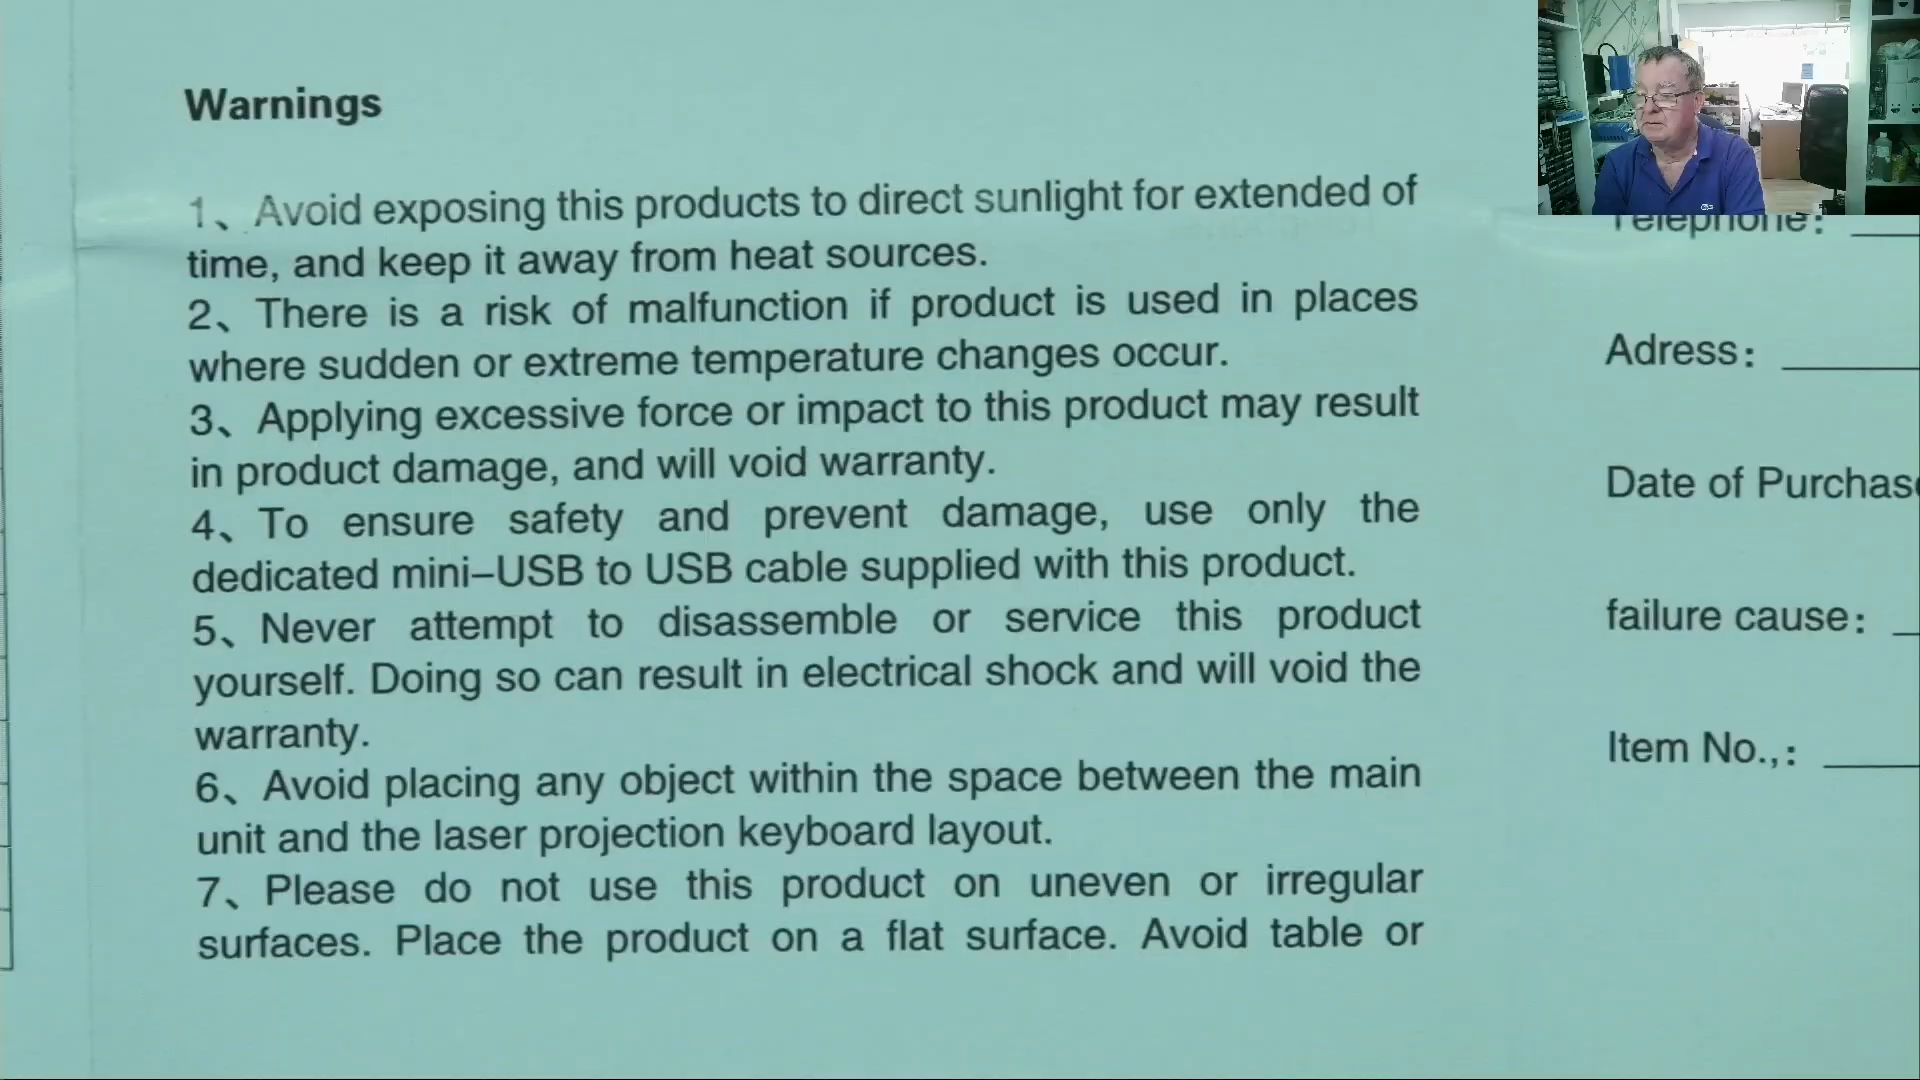 Warnings
1、Avoid exposing this products to direct sunlight for extended of
time, and keep it away from heat sources.
2、There is a risk of malfunction if product is used in places
where sudden or extreme temperature changes occur.
3、Applying excessive force or impact to this product may result
in product damage, and will void warranty.
4、To ensure safety and prevent damage, use only the
dedicated mini–USB to USB cable supplied with this product.
5、Never attempt to disassemble or service this product
yourself. Doing so can result in electrical shock and will void the
warranty.
6、Avoid placing any object within the space between the main
unit and the laser projection keyboard layout.
7、Please do not use this product on uneven or irregular
surfaces. Place the product on a flat surface. Avoid table or
Telephone:
Adress:
Date of Purchas
failure cause:
Item No.,: